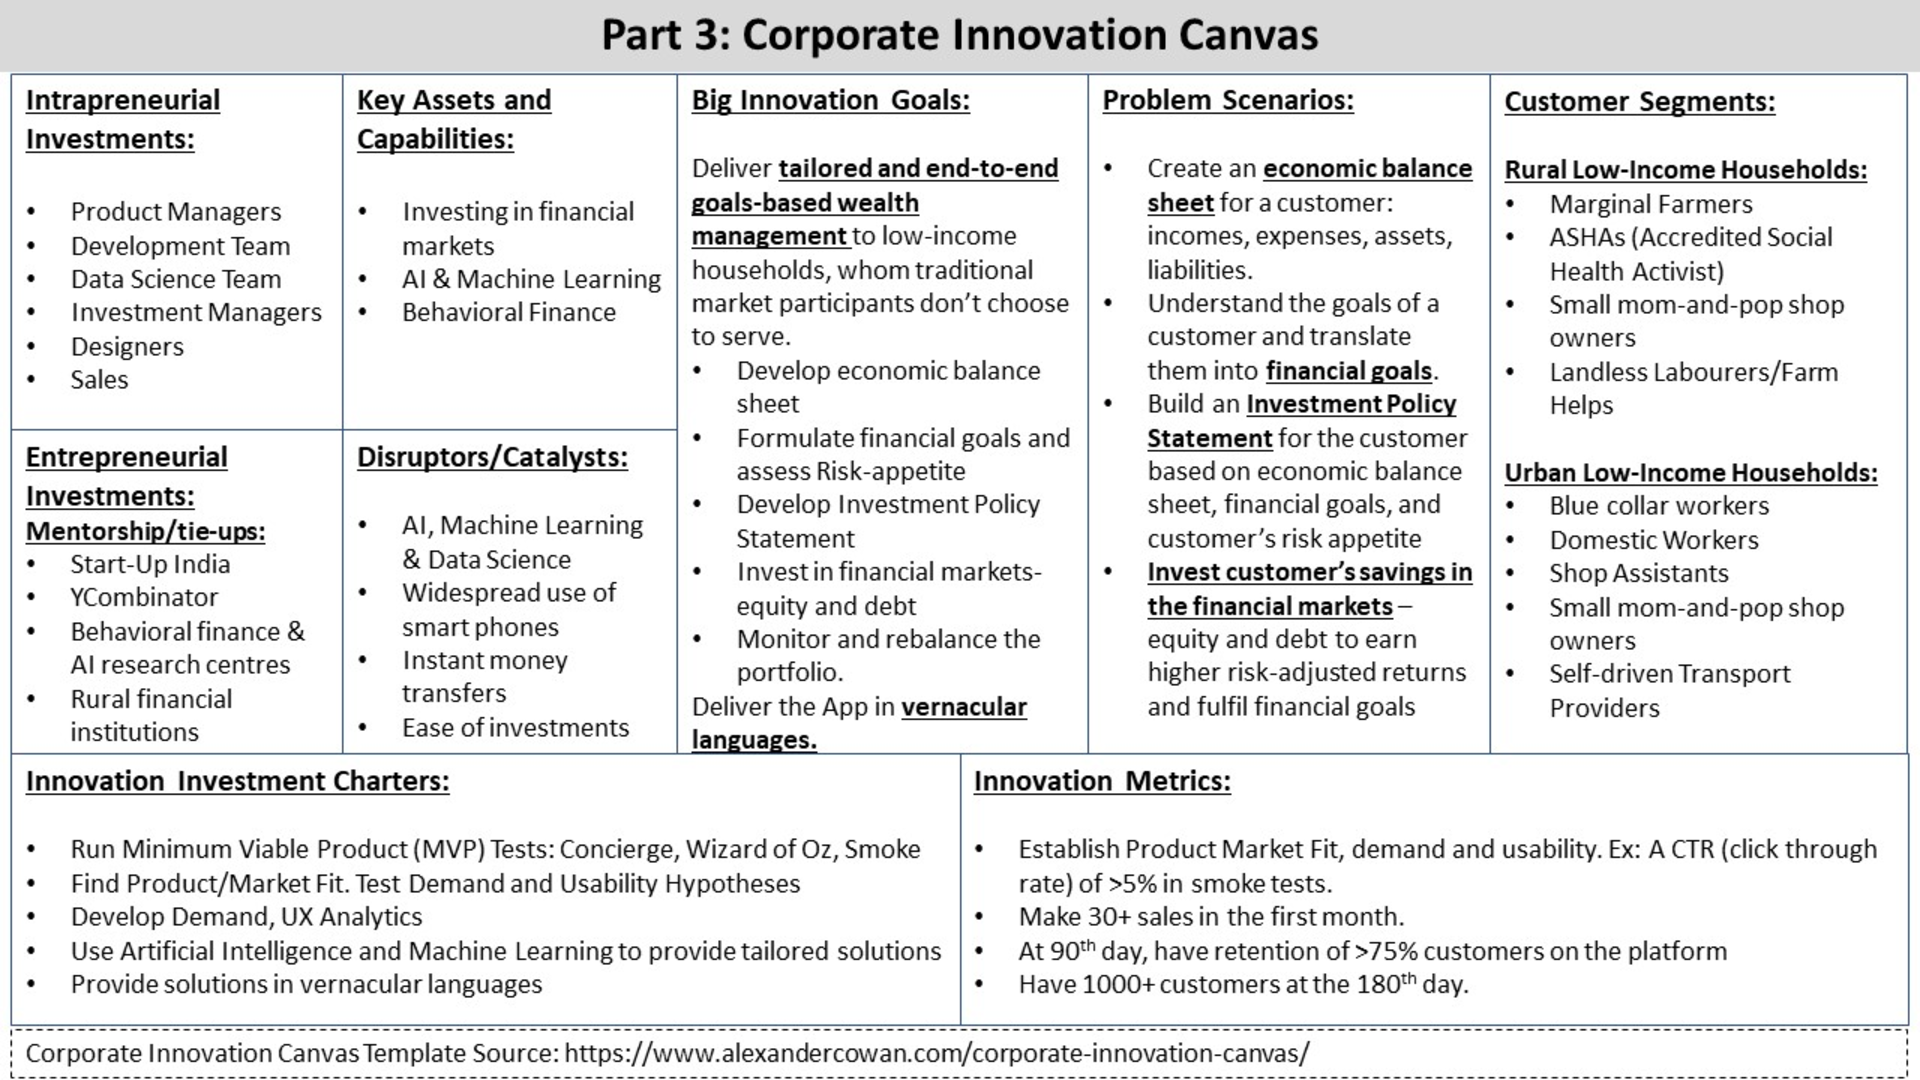 Part 3: Corporate Innovation Canvas
Intrapreneurial
Investments:
• Product Managers
• Development Team
• Data Science Team
• Investment Managers
• Designers
• Sales
Key Assets and
Capabilities:
• Investing in financial
markets
• AI & Machine Learning
• Behavioral Finance
Entrepreneurial
Investments:
Mentorship/tie-ups:
• Start-Up India
• YCombinator
• Behavioral finance &
AI research centres
• Rural financial
institutions
Disruptors/Catalysts:
• AI, Machine Learning
& Data Science
• Widespread use of
smart phones
• Instant money
transfers
• Ease of investments
Big Innovation Goals:
Deliver tailored and end-to-end
goals-based wealth
management to low-income
households, whom traditional
market participants don't choose
to serve.
• Develop economic balance
sheet
• Formulate financial goals and
assess Risk-appetite
• Develop Investment Policy
Statement
• Invest in financial markets-
equity and debt
• Monitor and rebalance the
portfolio.
Deliver the App in vernacular
languages.
Problem Scenarios:
• Create an economic balance
sheet for a customer:
incomes, expenses, assets,
liabilities.
• Understand the goals of a
customer and translate
them into financial goals.
• Build an Investment Policy
Statement for the customer
based on economic balance
sheet, financial goals, and
customer's risk appetite
• Invest customer's savings in
the financial markets –
equity and debt to earn
higher risk-adjusted returns
and fulfil financial goals
Customer Segments:
Rural Low-Income Households:
• Marginal Farmers
• ASHAs (Accredited Social
Health Activist)
• Small mom-and-pop shop
owners
• Landless Labourers/Farm
Helps
Urban Low-Income Households:
• Blue collar workers
• Domestic Workers
• Shop Assistants
• Small mom-and-pop shop
owners
• Self-driven Transport
Providers
Innovation Investment Charters:
• Run Minimum Viable Product (MVP) Tests: Concierge, Wizard of Oz, Smoke
• Find Product/Market Fit. Test Demand and Usability Hypotheses
• Develop Demand, UX Analytics
• Use Artificial Intelligence and Machine Learning to provide tailored solutions
• Provide solutions in vernacular languages
Innovation Metrics:
• Establish Product Market Fit, demand and usability. Ex: A CTR (click through
rate) of >5% in smoke tests.
• Make 30+ sales in the first month.
• At 90th day, have retention of >75% customers on the platform
• Have 1000+ customers at the 180th day.
Corporate Innovation Canvas Template Source: https://www.alexandercowan.com/corporate-innovation-canvas/